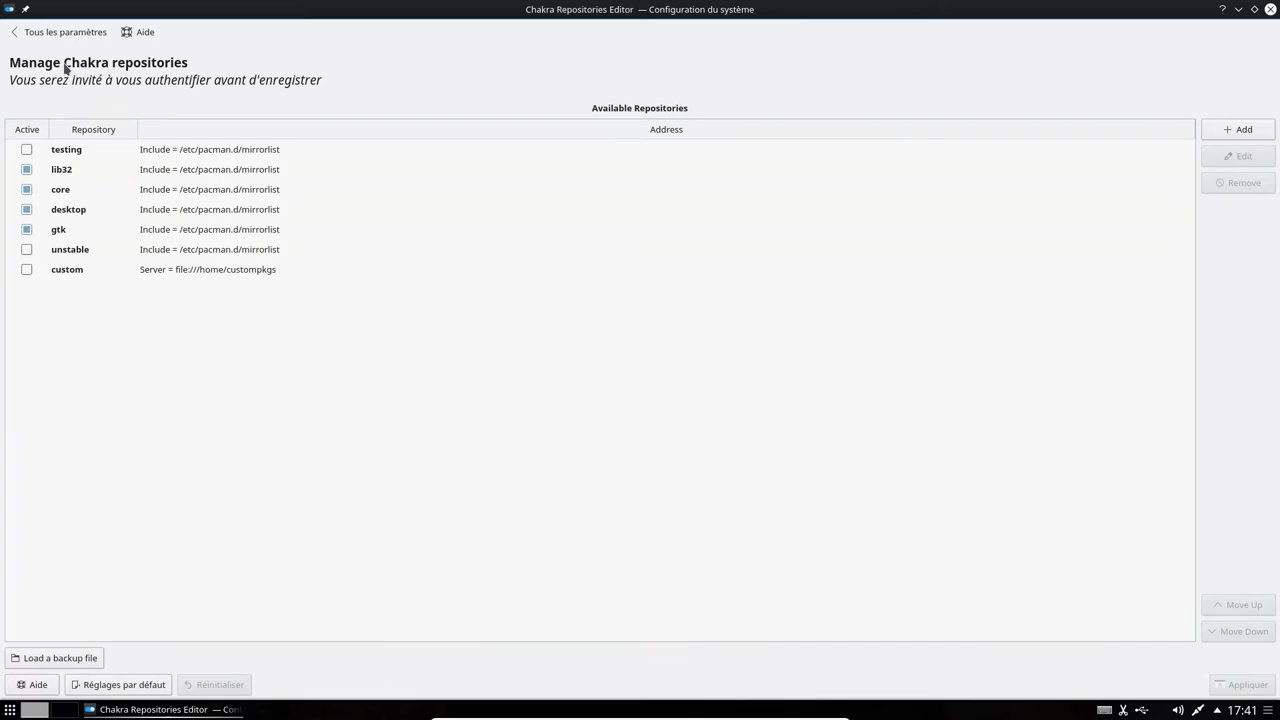 Chakra Repositories Editor — Configuration du système
Tous les paramètres Aide
Manage Chakra repositories
Vous serez invité à vous authentifier avant d'enregistrer
Available Repositories
Active Repository Address
testing Include = /etc/pacman.d/mirrorlist
lib32 Include = /etc/pacman.d/mirrorlist
core Include = /etc/pacman.d/mirrorlist
desktop Include = /etc/pacman.d/mirrorlist
gtk Include = /etc/pacman.d/mirrorlist
unstable Include = /etc/pacman.d/mirrorlist
custom Server = file:///home/custompkgs
Add
Edit
Remove
Move Up
Move Down
Load a backup file
Aide Réglages par défaut Réinitialiser Appliquer
Chakra Repositories Editor — Con 17:41